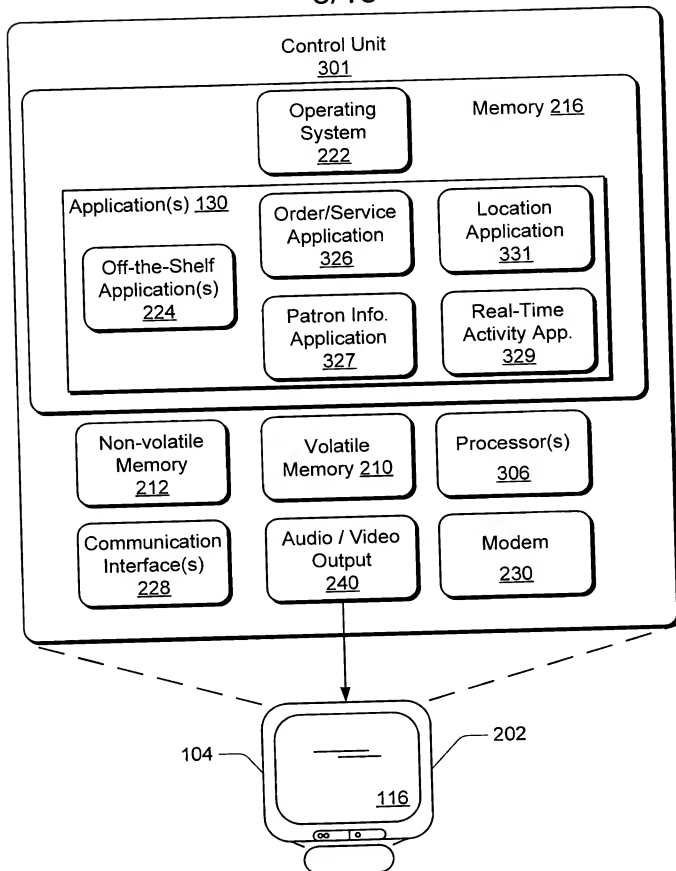 Control Unit
301
Operating
System
222
Memory 216
Application(s) 130
Off-the-Shelf
Application(s)
224
Order/Service
Application
326
Location
Application
331
Patron Info.
Application
327
Real-Time
Activity App.
329
Non-volatile
Memory
212
Volatile
Memory 210
Processor(s)
306
Communication
Interface(s)
228
Audio / Video
Output
240
Modem
230
104
202
116